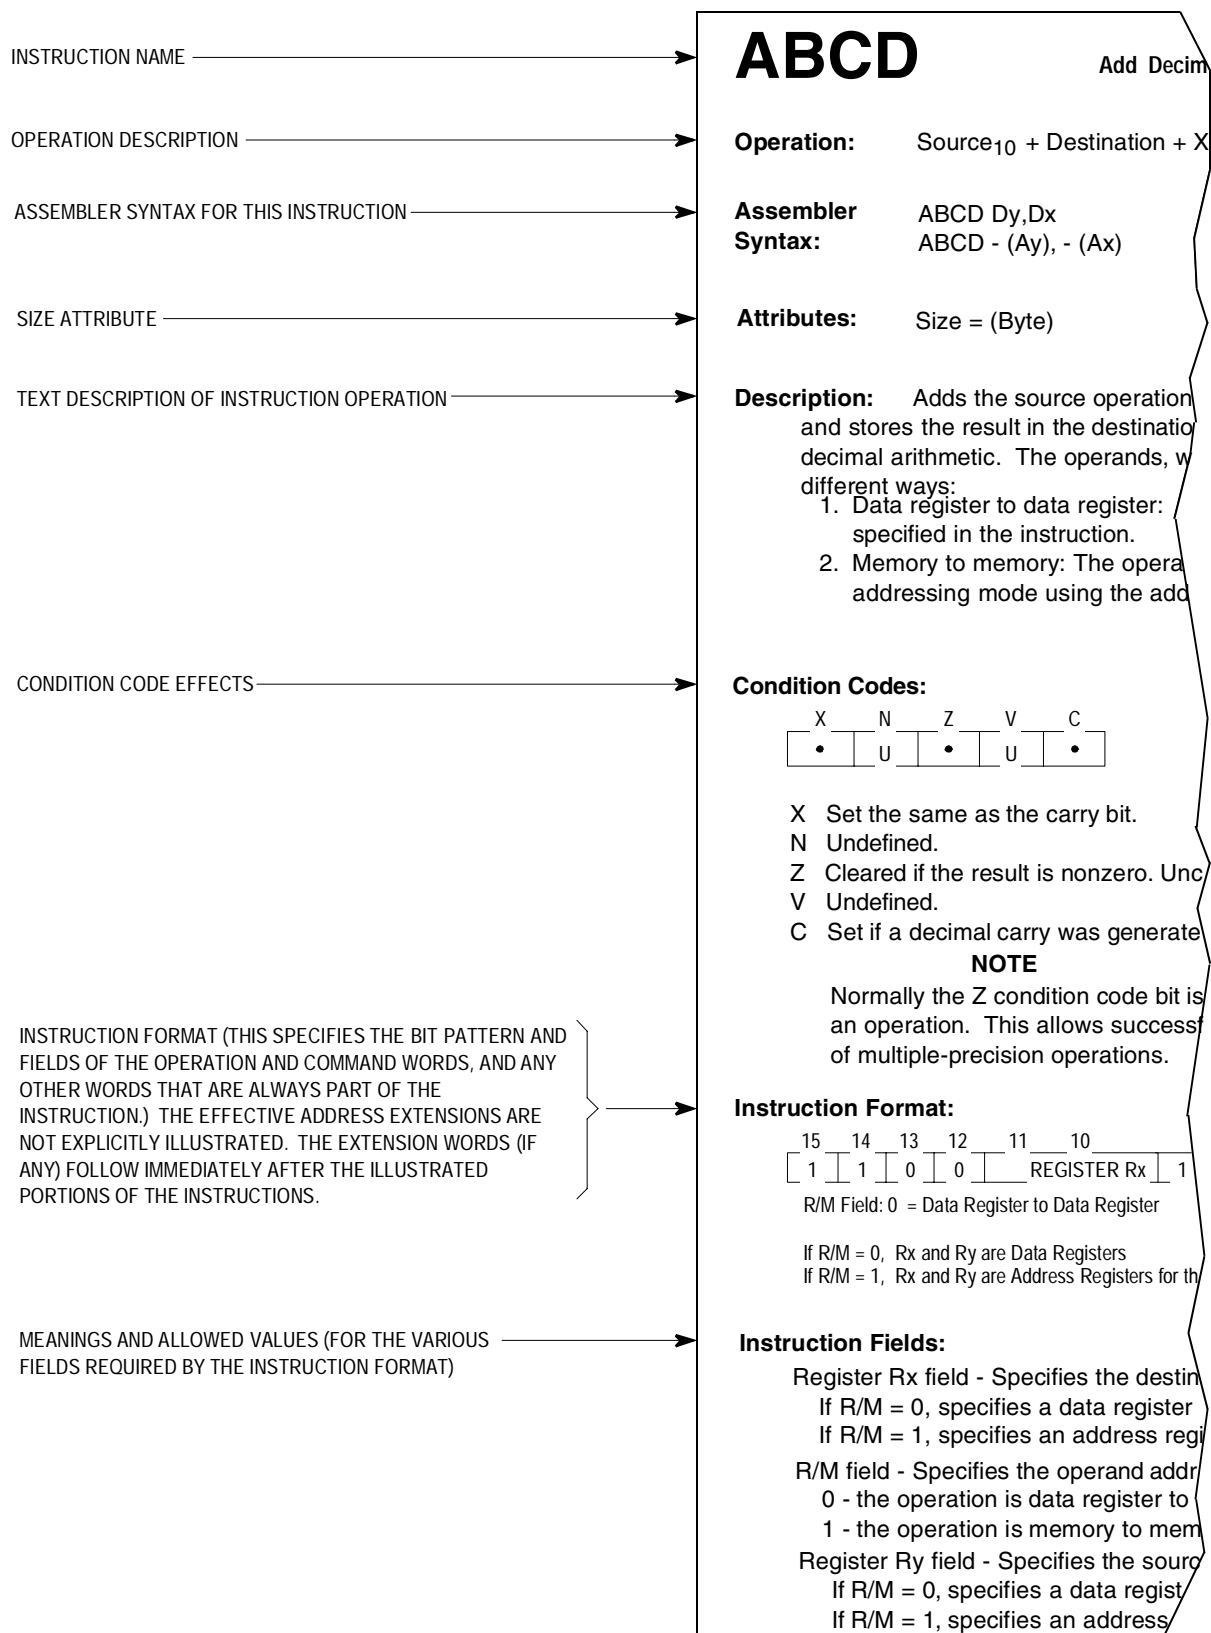 INSTRUCTION NAME
ABCD
Add Decim
OPERATION DESCRIPTION
Operation: Source10 + Destination + X
ASSEMBLER SYNTAX FOR THIS INSTRUCTION
Assembler ABCD Dy,Dx
Syntax: ABCD - (Ay), - (Ax)
SIZE ATTRIBUTE
Attributes: Size = (Byte)
TEXT DESCRIPTION OF INSTRUCTION OPERATION
Description: Adds the source operation
and stores the result in the destinatio
decimal arithmetic. The operands, w
different ways:
1. Data register to data register:
specified in the instruction.
2. Memory to memory: The opera
addressing mode using the add
CONDITION CODE EFFECTS
Condition Codes:
X N Z V C
• U • U •
X Set the same as the carry bit.
N Undefined.
Z Cleared if the result is nonzero. Unc
V Undefined.
C Set if a decimal carry was generate
NOTE
Normally the Z condition code bit is
an operation. This allows successf
of multiple-precision operations.
INSTRUCTION FORMAT (THIS SPECIFIES THE BIT PATTERN AND
FIELDS OF THE OPERATION AND COMMAND WORDS, AND ANY
OTHER WORDS THAT ARE ALWAYS PART OF THE
INSTRUCTION.) THE EFFECTIVE ADDRESS EXTENSIONS ARE
NOT EXPLICITLY ILLUSTRATED. THE EXTENSION WORDS (IF
ANY) FOLLOW IMMEDIATELY AFTER THE ILLUSTRATED
PORTIONS OF THE INSTRUCTIONS.
Instruction Format:
15 14 13 12 11 10
1 1 0 0 REGISTER Rx 1
R/M Field: 0 = Data Register to Data Register
If R/M = 0, Rx and Ry are Data Registers
If R/M = 1, Rx and Ry are Address Registers for th
MEANINGS AND ALLOWED VALUES (FOR THE VARIOUS
FIELDS REQUIRED BY THE INSTRUCTION FORMAT)
Instruction Fields:
Register Rx field - Specifies the destin
If R/M = 0, specifies a data register
If R/M = 1, specifies an address regi
R/M field - Specifies the operand addr
0 - the operation is data register to
1 - the operation is memory to mem
Register Ry field - Specifies the sourc
If R/M = 0, specifies a data regist
If R/M = 1, specifies an address